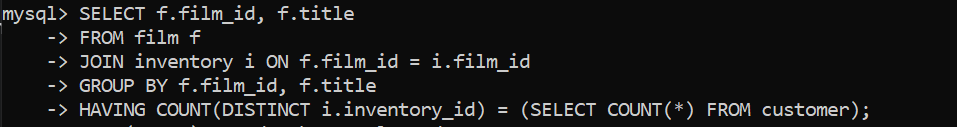 mysql> SELECT f.film_id, f.title
    -> FROM film f
    -> JOIN inventory i ON f.film_id = i.film_id
    -> GROUP BY f.film_id, f.title
    -> HAVING COUNT(DISTINCT i.inventory_id) = (SELECT COUNT(*) FROM customer);